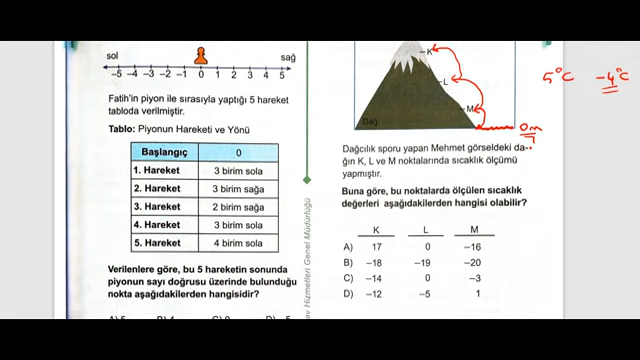 sol
sağ
-5 -4 -3 -2 -1 0 1 2 3 4 5
Fatih'in piyon ile sırasıyla yaptığı 5 hareket
tabloda verilmiştir.
Tablo: Piyonun Hareketi ve Yönü
Başlangıç 0
1. Hareket 3 birim sola
2. Hareket 3 birim sağa
3. Hareket 2 birim sağa
4. Hareket 3 birim sola
5. Hareket 4 birim sola
Verilenlere göre, bu 5 hareketin sonunda
piyonun sayı doğrusu üzerinde bulunduğu
nokta aşağıdakilerden hangisidir?
av Hizmetleri Genel Müdürlüğü
K
L
M
Dağ
0m
5°C -4°C
Dağcılık sporu yapan Mehmet görseldeki da-
ğın K, L ve M noktalarında sıcaklık ölçümü
yapmıştır.
Buna göre, bu noktalarda ölçülen sıcaklık
değerleri aşağıdakilerden hangisi olabilir?
K L M
A) 17 0 -16
B) -18 -19 -20
C) -14 0 -3
D) -12 -5 1